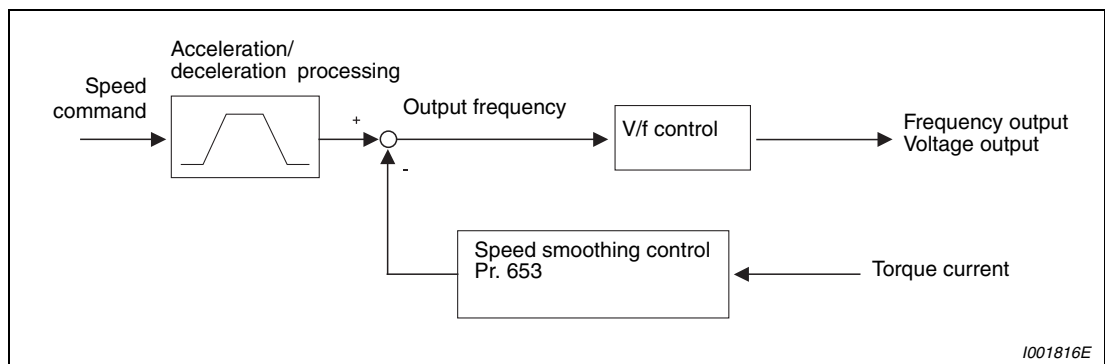 Acceleration/
deceleration processing
Speed
command
+
Output frequency
V/f control
Frequency output
Voltage output
-
Speed smoothing control
Pr. 653
Torque current
I001816E